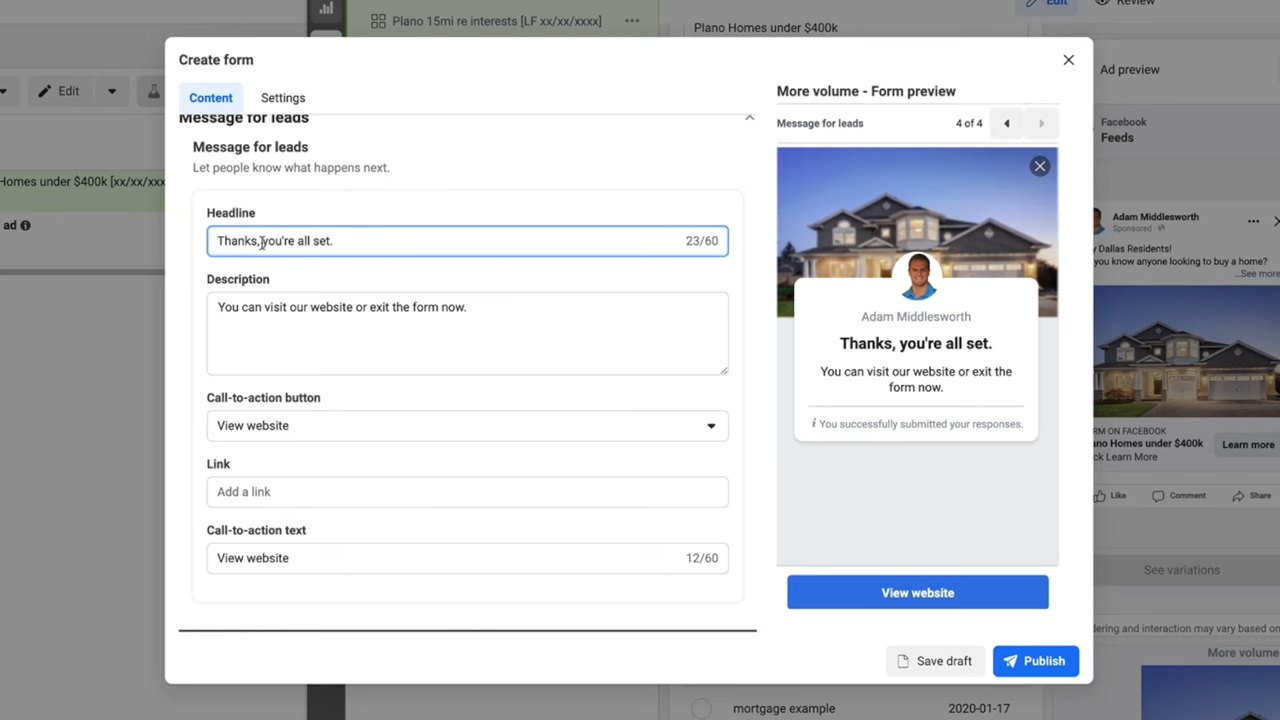 Plano 15mi re interests [LF xx/xx/xxxx]
Plano Homes under $400k
Edit
Review
Edit
Homes under $400k [xx/xx/xxx
ad
Create form
Content
Settings
Message for leads
Message for leads
Let people know what happens next.
Headline
Thanks, you're all set.
23/60
Description
You can visit our website or exit the form now.
Call-to-action button
View website
Link
Add a link
Call-to-action text
View website
12/60
More volume - Form preview
Message for leads
4 of 4
Adam Middlesworth
Thanks, you're all set.
You can visit our website or exit the
form now.
i You successfully submitted your responses.
View website
Save draft
Publish
Ad preview
Facebook
Feeds
Adam Middlesworth
Sponsored ·
y Dallas Residents!
you know anyone looking to buy a home?
...See more
RM ON FACEBOOK
ano Homes under $400k
ck Learn More
Learn more
Like
Comment
Share
See variations
dering and interaction may vary based on
More volume
mortgage example
2020-01-17